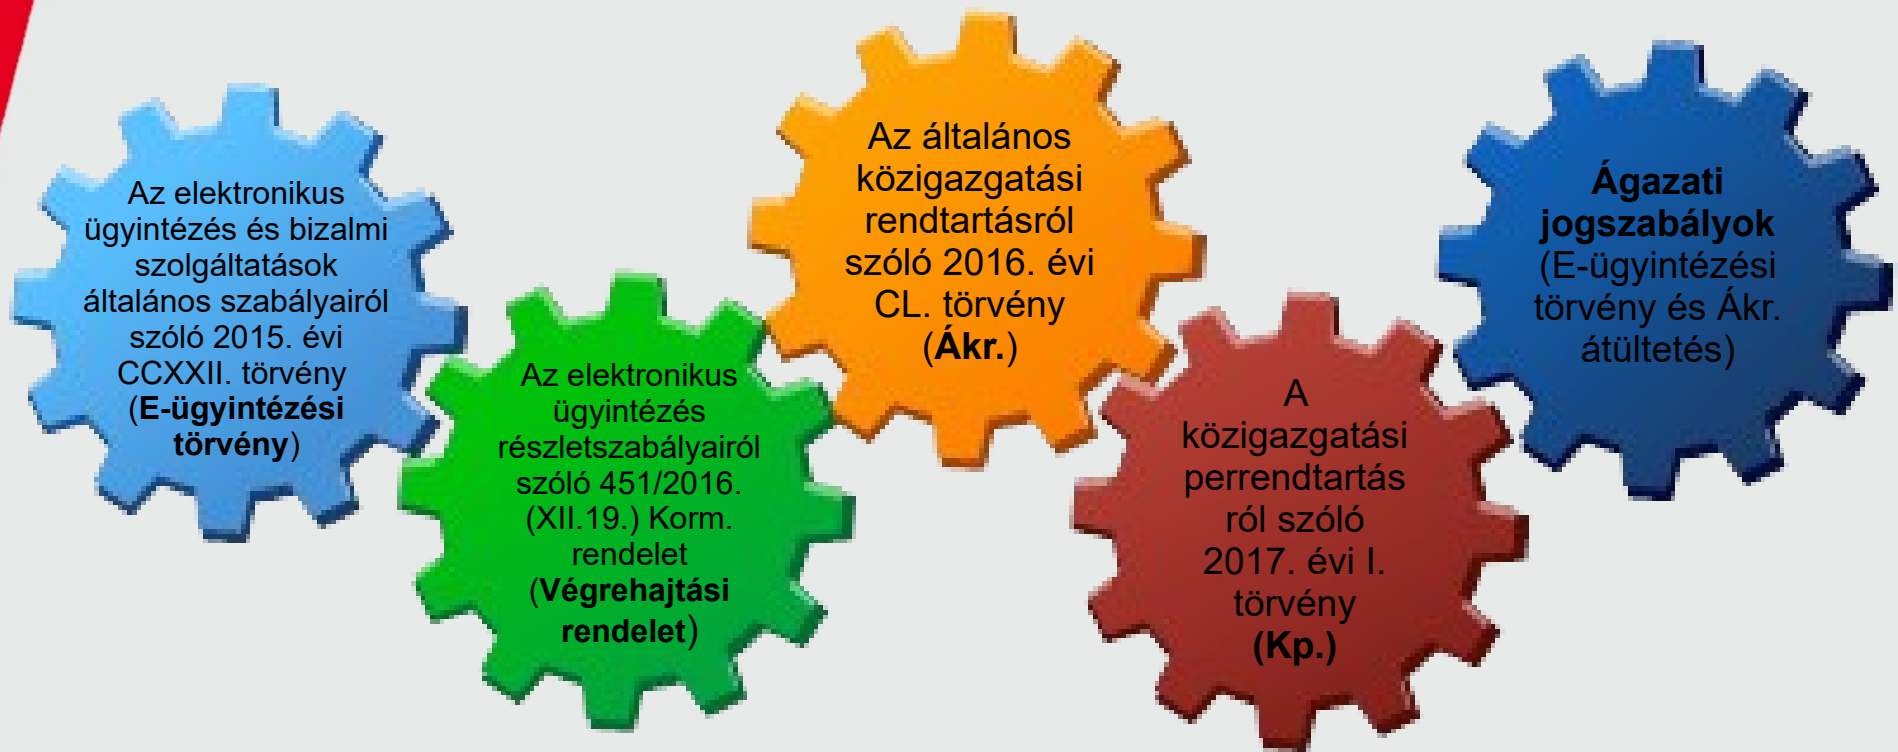 Az elektronikus
ügyintézés és bizalmi
szolgáltatások
általános szabályairól
szóló 2015. évi
CCXXII. törvény
(E-ügyintézési
törvény)
Az elektronikus
ügyintézés
részletszabályairól
szóló 451/2016.
(XII.19.) Korm.
rendelet
(Végrehajtási
rendelet)
Az általános
közigazgatási
rendtartásról
szóló 2016. évi
CL. törvény
(Ákr.)
A
közigazgatási
perrendtartás
ról szóló
2017. évi I.
törvény
(Kp.)
Ágazati
jogszabályok
(E-ügyintézési
törvény és Ákr.
átültetés)